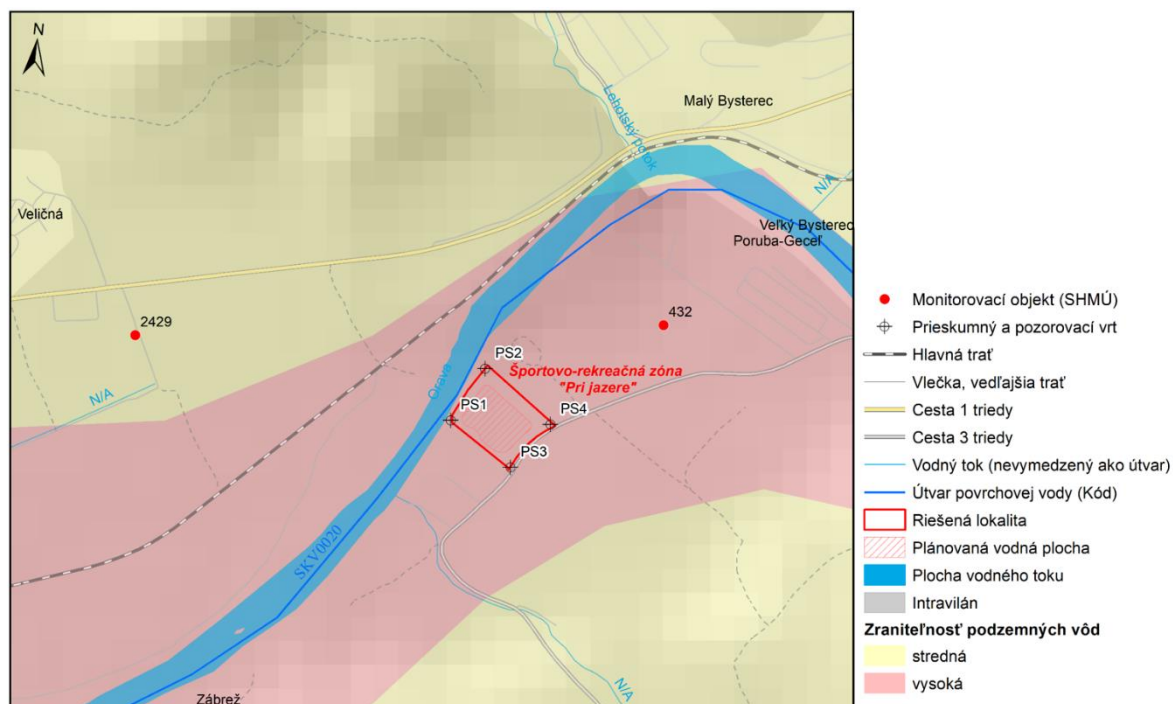 N
Malý Bysterec
Lehotský potok
N/A
Veličná
Veľký Bysterec
Poruba-Geceľ
2429
432
PS2
Športovo-rekreačná zóna
"Pri jazere"
Orava
N/A
PS1
PS4
PS3
SKV0020
N/A
Zábrež
Monitorovací objekt (SHMÚ)
Prieskumný a pozorovací vrt
Hlavná trať
Vlečka, vedľajšia trať
Cesta 1 triedy
Cesta 3 triedy
Vodný tok (nevymedzený ako útvar)
Útvar povrchovej vody (Kód)
Riešená lokalita
Plánovaná vodná plocha
Plocha vodného toku
Intravilán
Zraniteľnosť podzemných vôd
stredná
vysoká